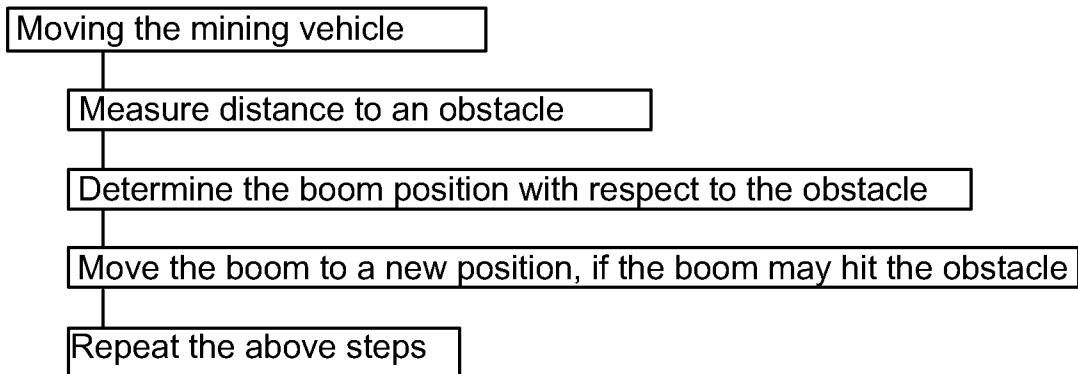 Moving the mining vehicle
Measure distance to an obstacle
Determine the boom position with respect to the obstacle
Move the boom to a new position, if the boom may hit the obstacle
Repeat the above steps